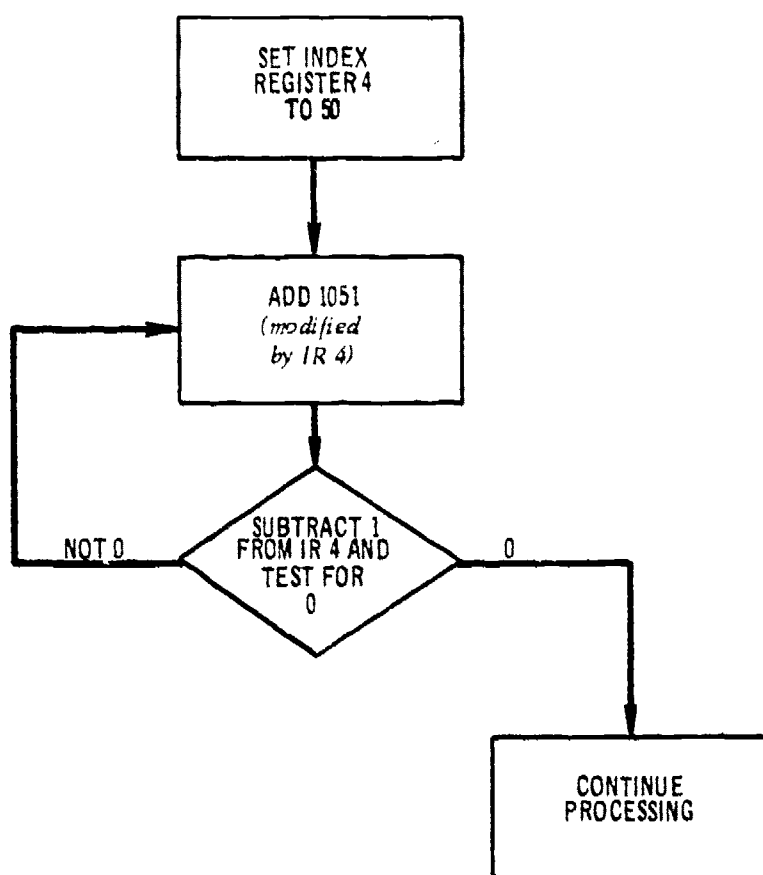 SET INDEX
REGISTER 4
TO 50
ADD 1051
(modified
by IR 4)
SUBTRACT 1
FROM IR 4 AND
TEST FOR
0
NOT 0
0
CONTINUE
PROCESSING